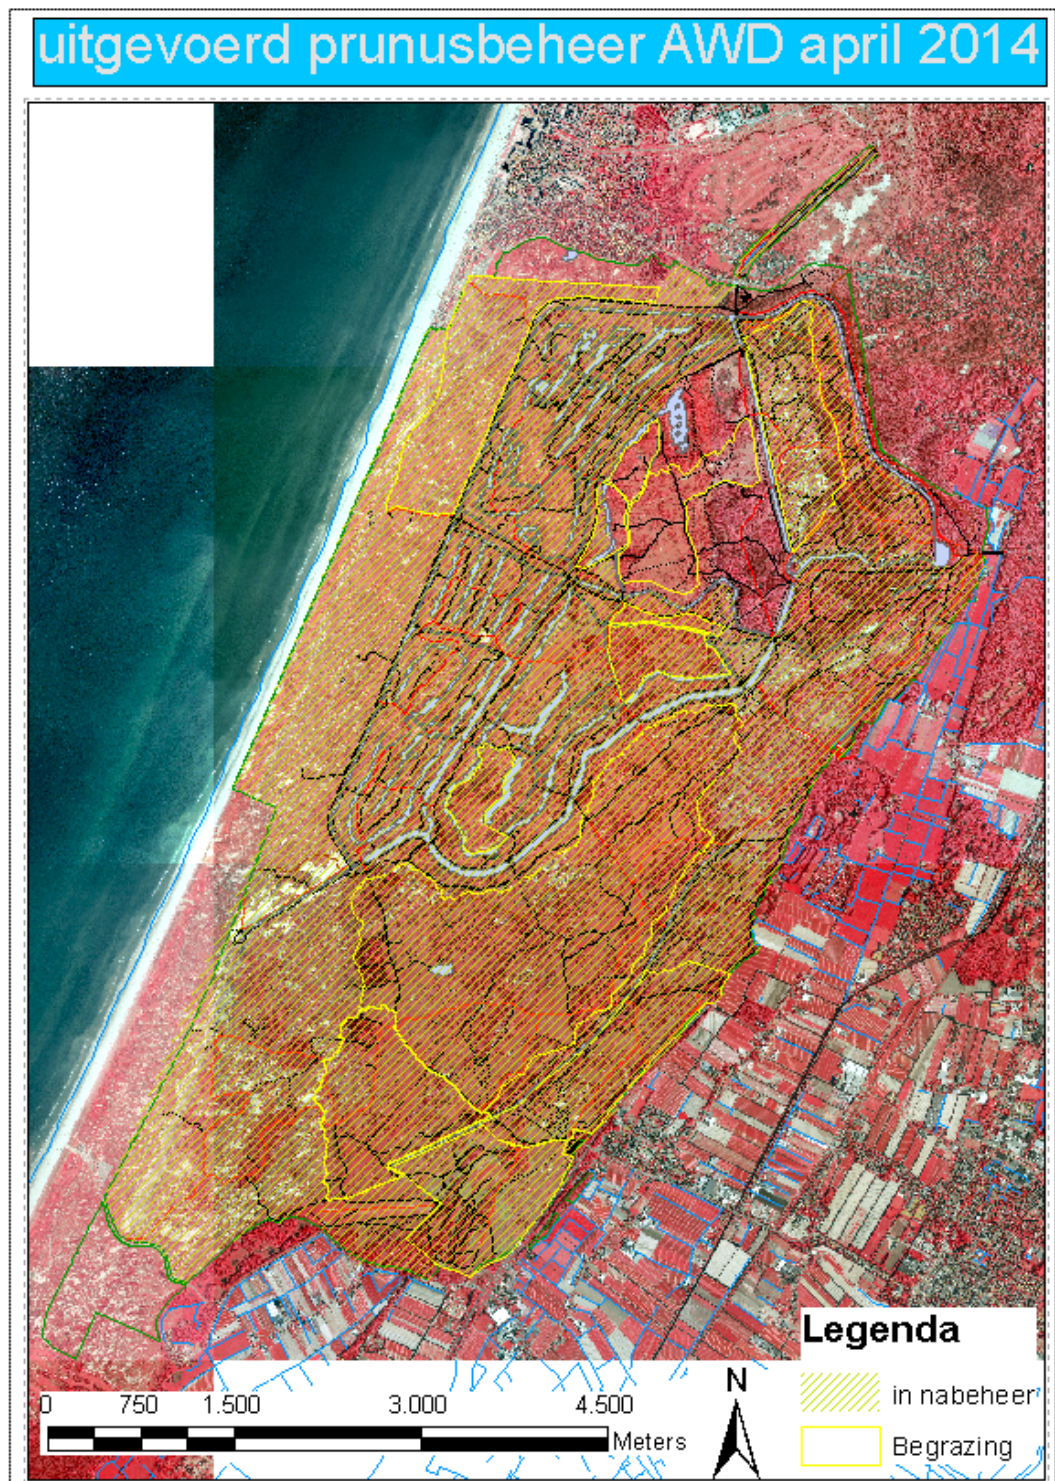 uitgevoerd prunusbeheer AWD april 2014
Legenda
in nabeheer
Begrazing
N
0 750 1.500 3.000 4.500
Meters